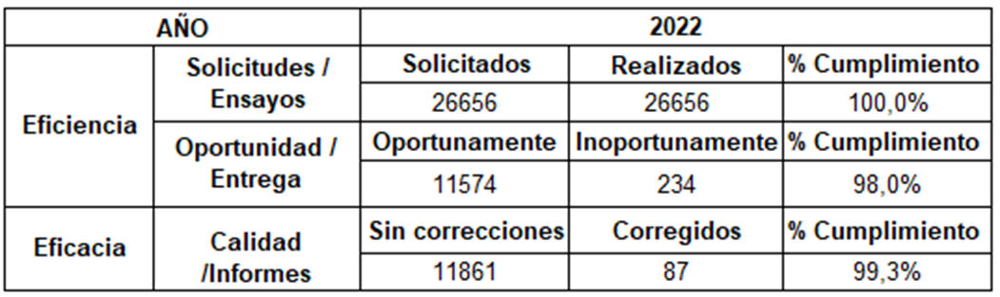 AÑO 2022
Eficiencia Solicitudes / Ensayos Solicitados Realizados % Cumplimiento
26656 26656 100,0%
Oportunidad / Entrega Oportunamente Inoportunamente % Cumplimiento
11574 234 98,0%
Eficacia Calidad /Informes Sin correcciones Corregidos % Cumplimiento
11861 87 99,3%